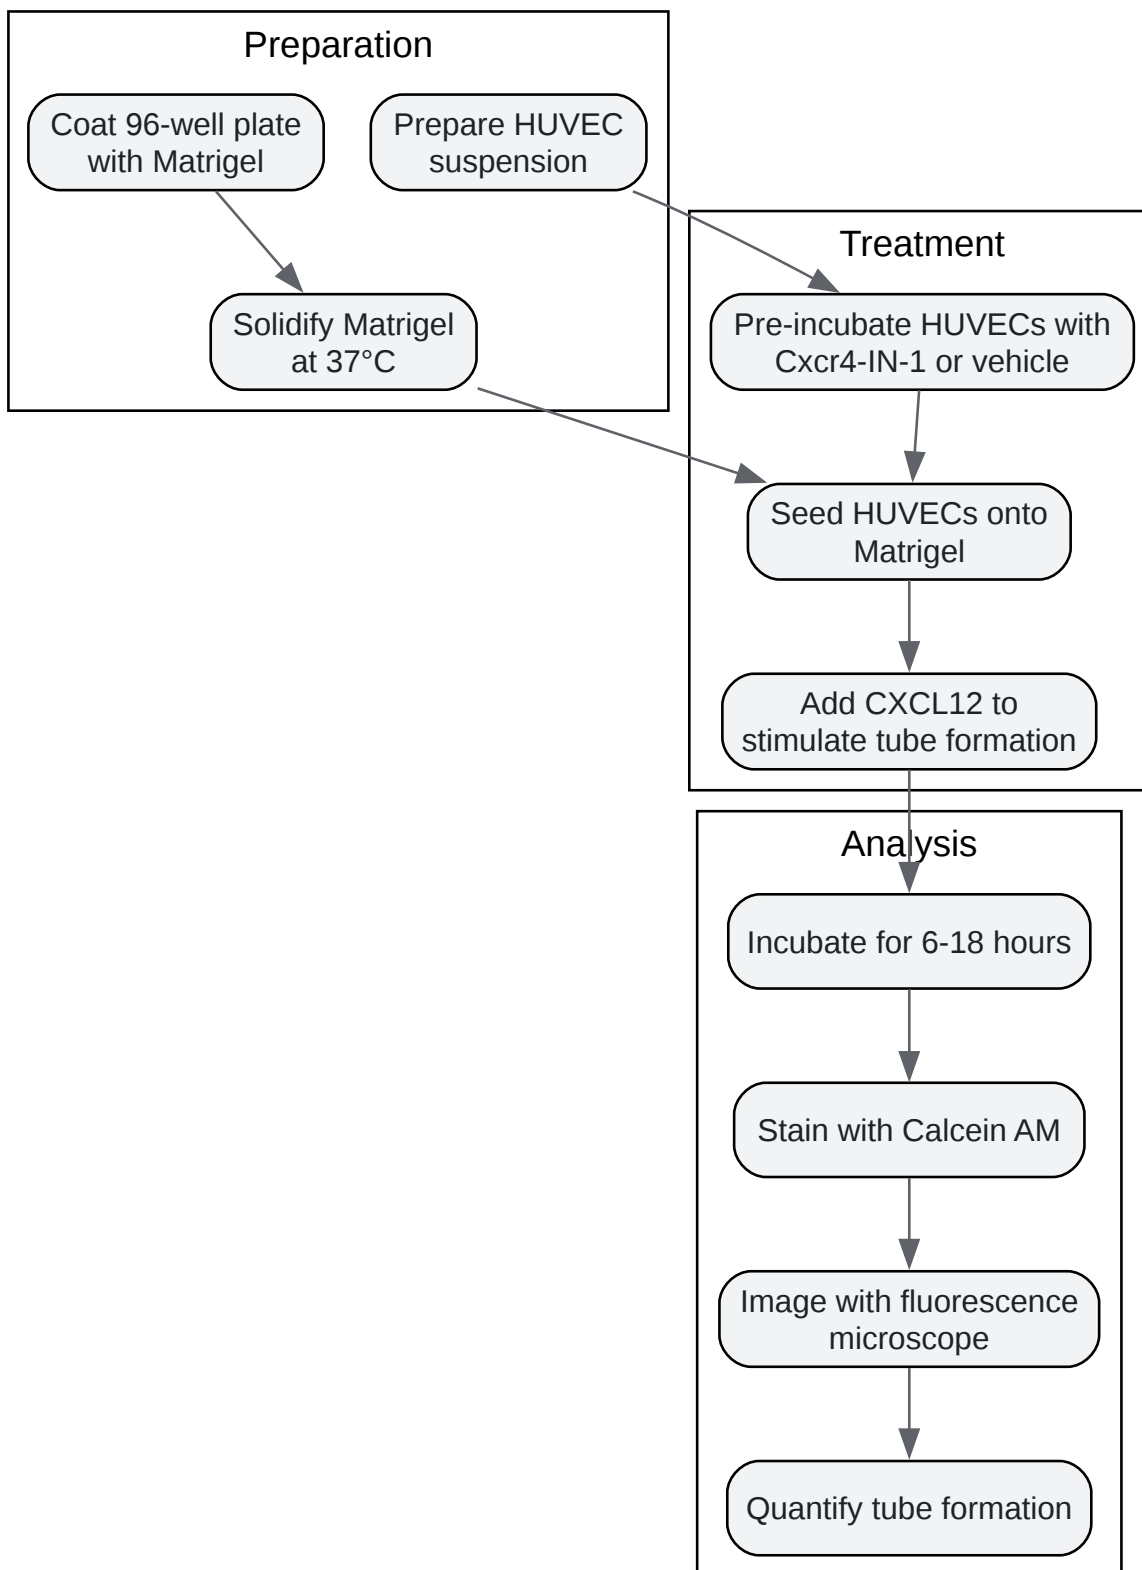 Preparation
Coat 96-well plate
with Matrigel
Prepare HUVEC
suspension
Solidify Matrigel
at 37°C
Treatment
Pre-incubate HUVECs with
Cxcr4-IN-1 or vehicle
Seed HUVECs onto
Matrigel
Add CXCL12 to
stimulate tube formation
Analysis
Incubate for 6-18 hours
Stain with Calcein AM
Image with fluorescence
microscope
Quantify tube formation